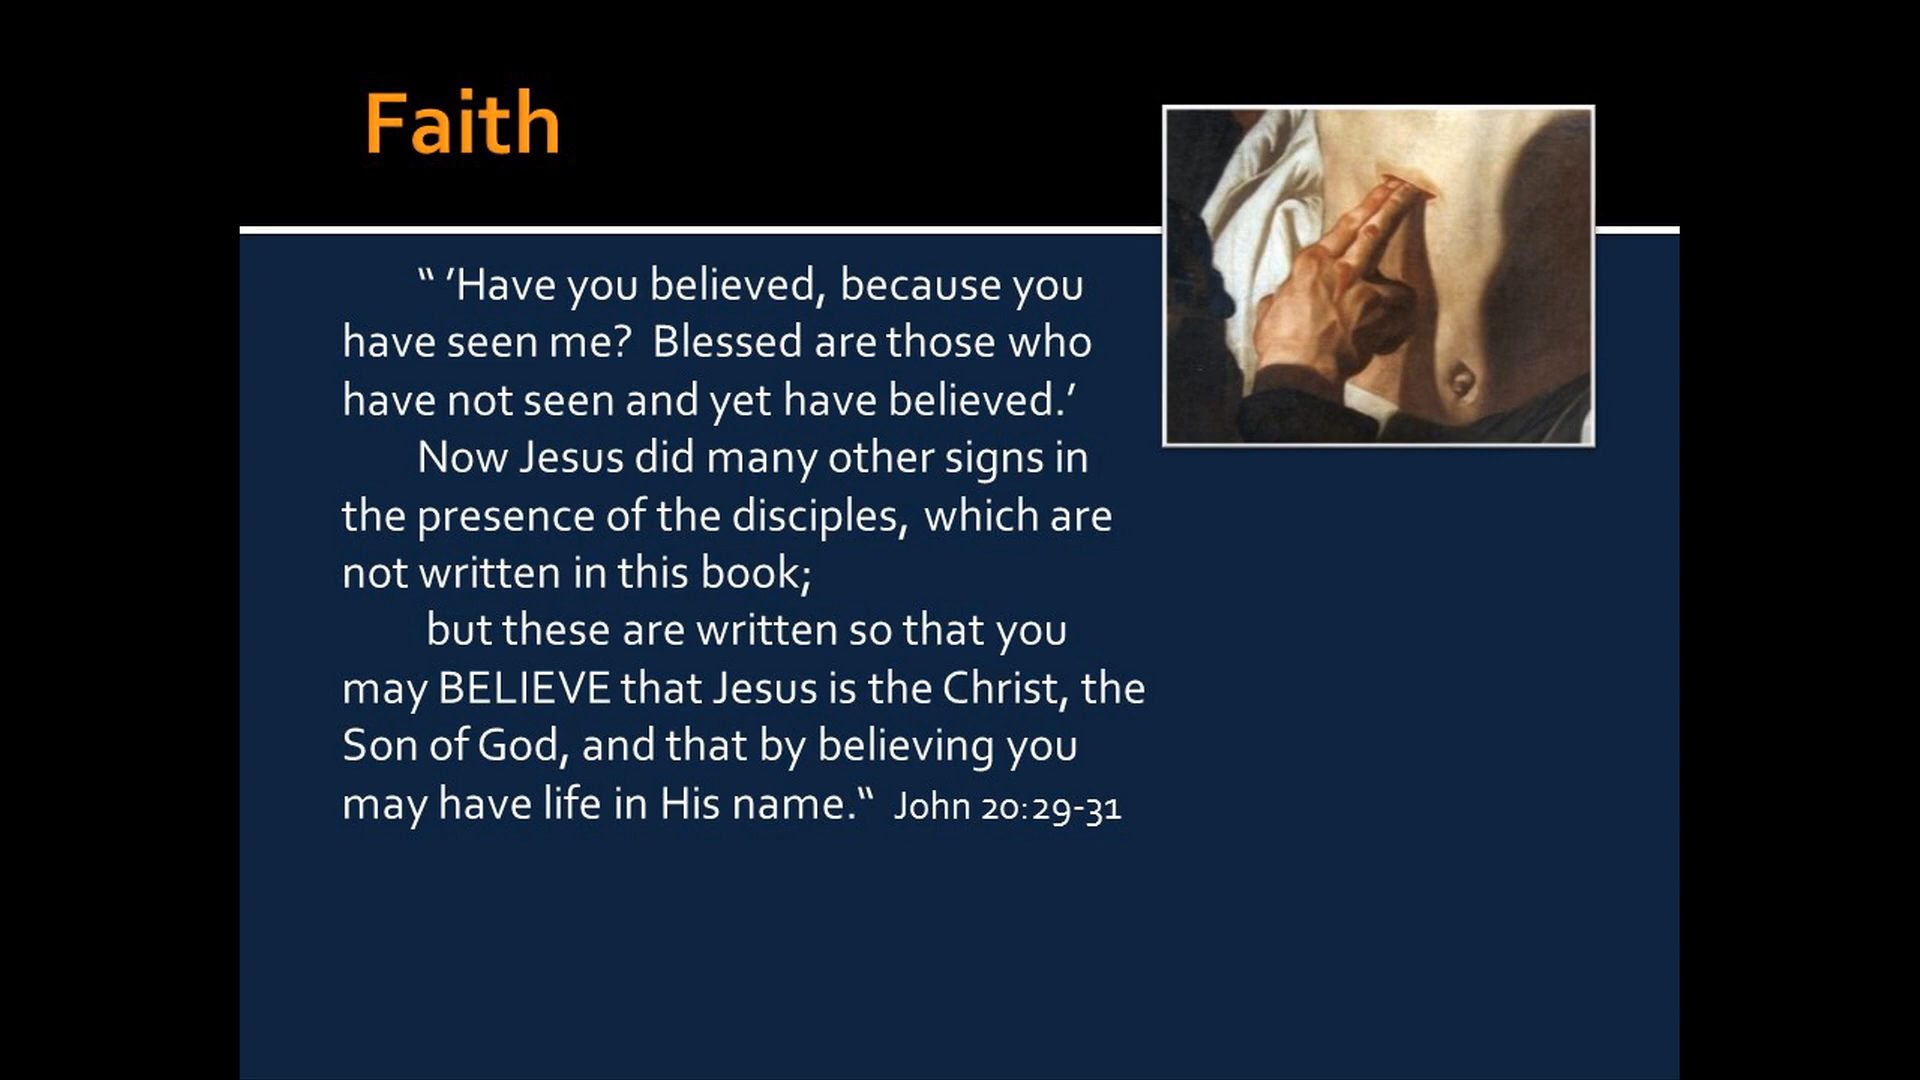 Faith
“ ’Have you believed, because you
have seen me?  Blessed are those who
have not seen and yet have believed.’
Now Jesus did many other signs in
the presence of the disciples, which are
not written in this book;
but these are written so that you
may BELIEVE that Jesus is the Christ, the
Son of God, and that by believing you
may have life in His name.“  John 20:29-31